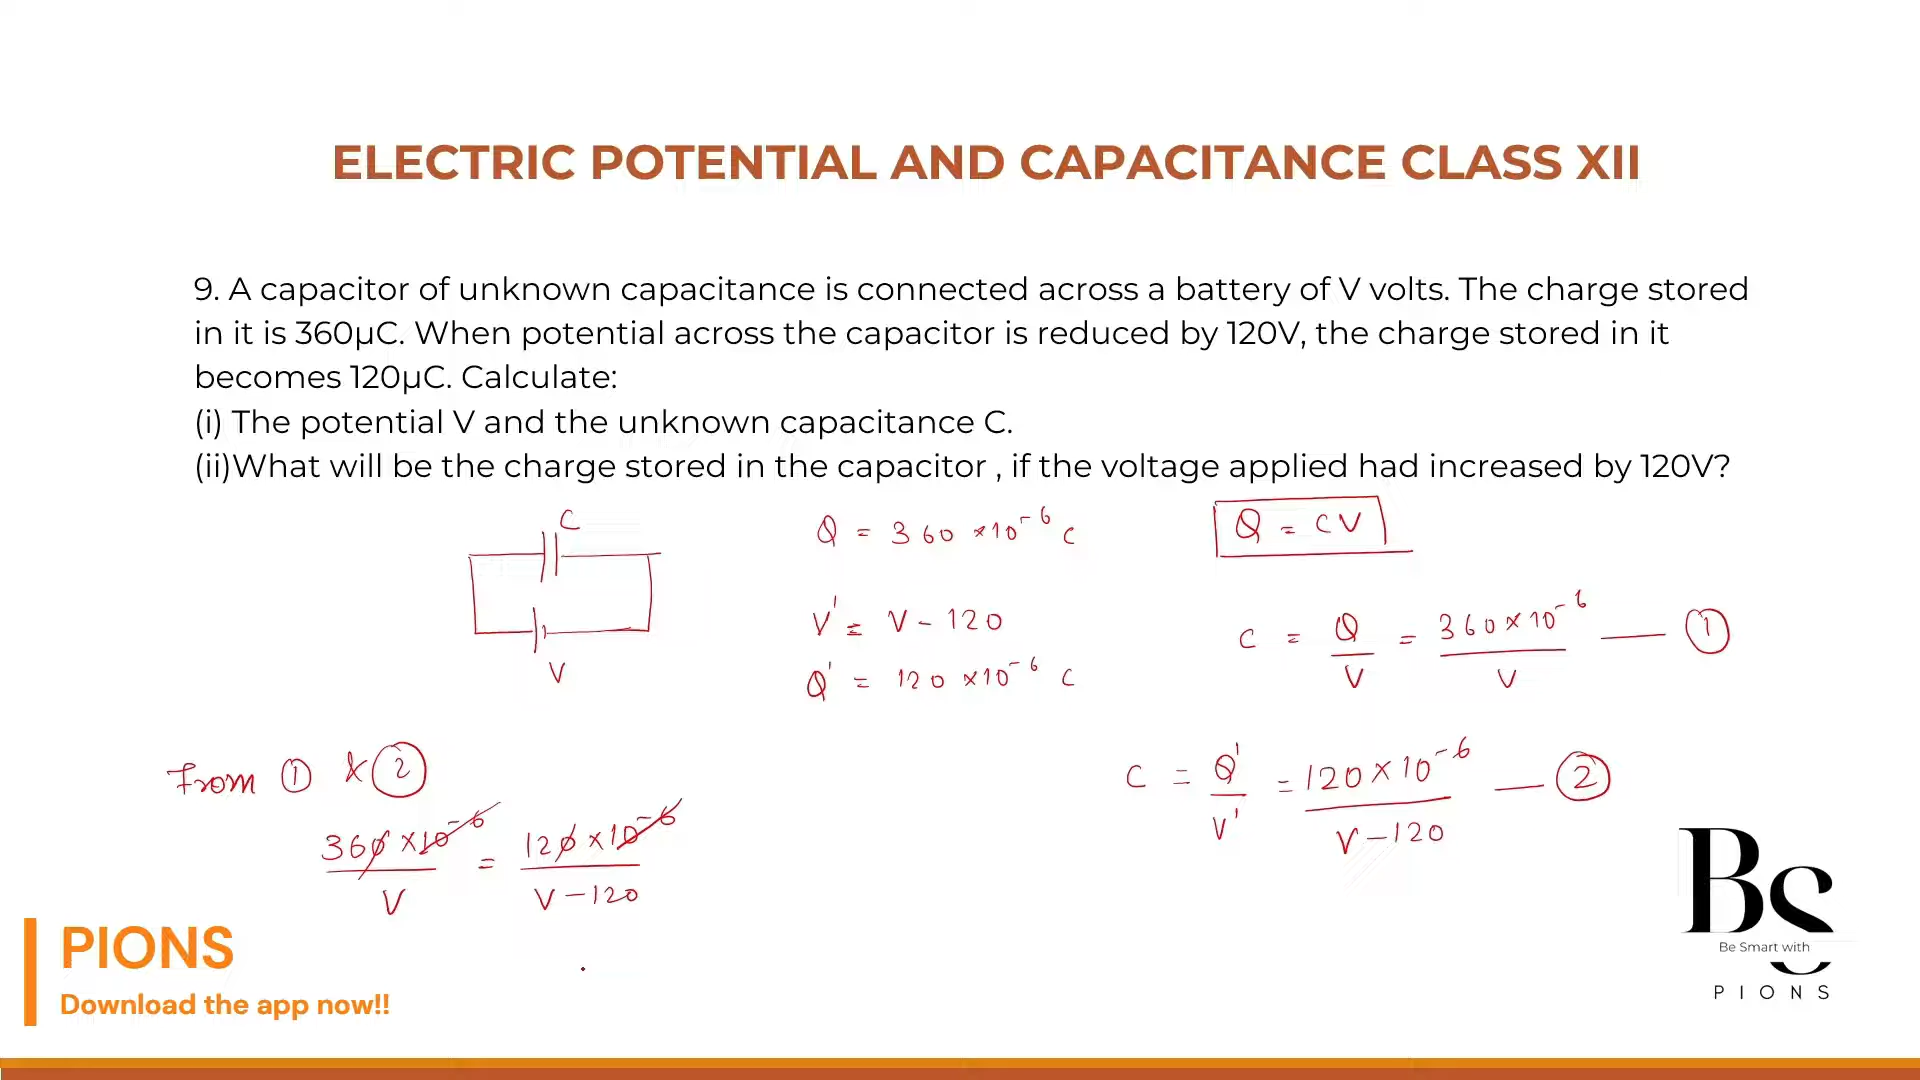 ELECTRIC POTENTIAL AND CAPACITANCE CLASS XII
9. A capacitor of unknown capacitance is connected across a battery of V volts. The charge stored
in it is 360μC. When potential across the capacitor is reduced by 120V, the charge stored in it
becomes 120μC. Calculate:
(i) The potential V and the unknown capacitance C.
(ii)What will be the charge stored in the capacitor , if the voltage applied had increased by 120V?
C
V
Q = 360 ×10⁻⁶ C
V' = V - 120
Q' = 120 ×10⁻⁶ C
Q = CV
C = Q/V = 360×10⁻⁶/V — ①
C = Q'/V' = 120×10⁻⁶/V-120 — ②
From ① & ②
360×10⁻⁶/V = 120×10⁻⁶/V-120
PIONS
Download the app now!!
Bs
Be Smart with
PIONS